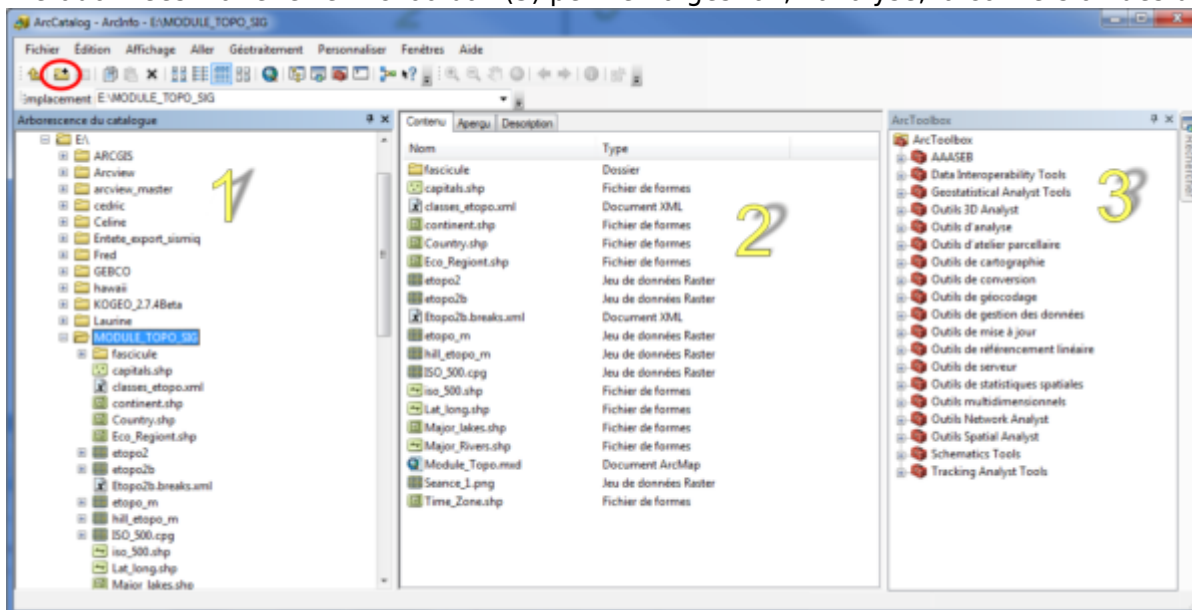 ArcCatalog - ArcInfo - E:\MODULE_TOPO_SIG
Fichier Édition Affichage Aller Géotraitement Personnaliser Fenêtres Aide
Emplacement E:\MODULE_TOPO_SIG
Arborescence du catalogue
E:\
ARCGIS
Arcview
arcview_master
cedric
Celine
Entete_export_sismiq
Fred
GEBCO
hawaii
KOGEO_2.7.4Beta
Laurine
MODULE_TOPO_SIG
fascicule
capitals.shp
classes_etopo.xml
continent.shp
Country.shp
Eco_Regiont.shp
etopo2
etopo2b
Etopo2b.breaks.xml
etopo_m
hill_etopo_m
ISO_500.cpg
iso_500.shp
Lat_long.shp
Major_lakes.shp
1
Contenu Aperçu Description
Nom Type
fascicule Dossier
capitals.shp Fichier de formes
classes_etopo.xml Document XML
continent.shp Fichier de formes
Country.shp Fichier de formes
Eco_Regiont.shp Fichier de formes
etopo2 Jeu de données Raster
etopo2b Jeu de données Raster
Etopo2b.breaks.xml Document XML
etopo_m Jeu de données Raster
hill_etopo_m Jeu de données Raster
ISO_500.cpg Jeu de données Raster
iso_500.shp Fichier de formes
Lat_long.shp Fichier de formes
Major_lakes.shp Fichier de formes
Major_Rivers.shp Fichier de formes
Module_Topo.mxd Document ArcMap
Seance_1.png Jeu de données Raster
Time_Zone.shp Fichier de formes
2
ArcToolbox
ArcToolbox
AAASEB
Data Interoperability Tools
Geostatistical Analyst Tools
Outils 3D Analyst
Outils d'analyse
Outils d'atelier parcellaire
Outils de cartographie
Outils de conversion
Outils de géocodage
Outils de gestion des données
Outils de mise à jour
Outils de référencement linéaire
Outils de serveur
Outils de statistiques spatiales
Outils multidimensionnels
Outils Network Analyst
Outils Spatial Analyst
Schematics Tools
Tracking Analyst Tools
3
Rechercher